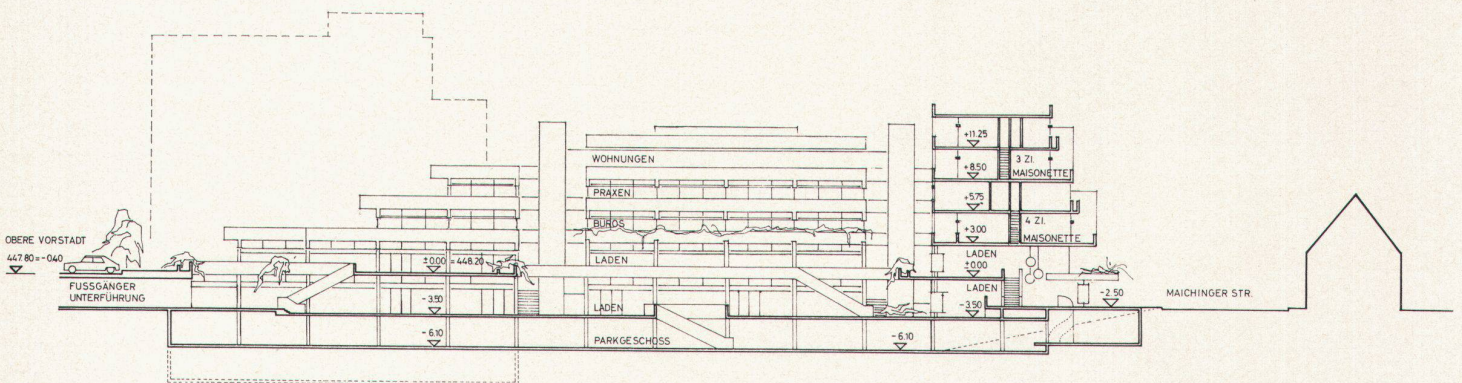 OBERE VORSTADT
447.80=-0.40
FUSSGÄNGER
UNTERFÜHRUNG
±0.00 = 448.20
-3.50
-6.10
WOHNUNGEN
PRAXEN
BÜROS
LADEN
LADEN
PARKGESCHOSS
-6.10
+11.25
+8.50
3 ZI.
MAISONETTE
+5.75
+3.00
4 ZI.
MAISONETTE
LADEN
±0.00
LADEN
-3.50
-2.50
MAICHINGER STR.